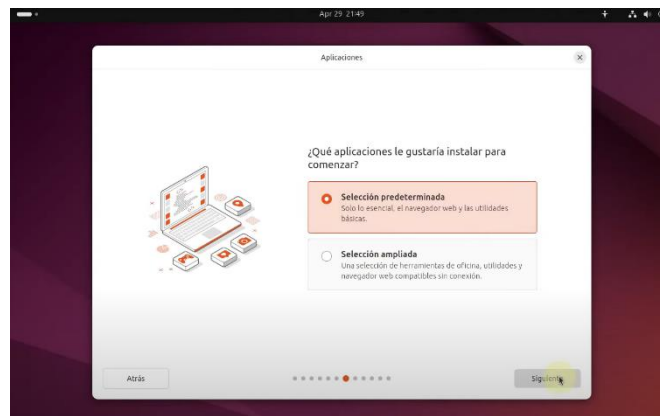 Apr 29 21:49
Aplicaciones
¿Qué aplicaciones le gustaría instalar para
comenzar?
Selección predeterminada
Solo lo esencial, el navegador web y las utilidades
básicas.
Selección ampliada
Una selección de herramientas de oficina, utilidades y
navegador web compatibles sin conexión.
Atrás
Siguiente